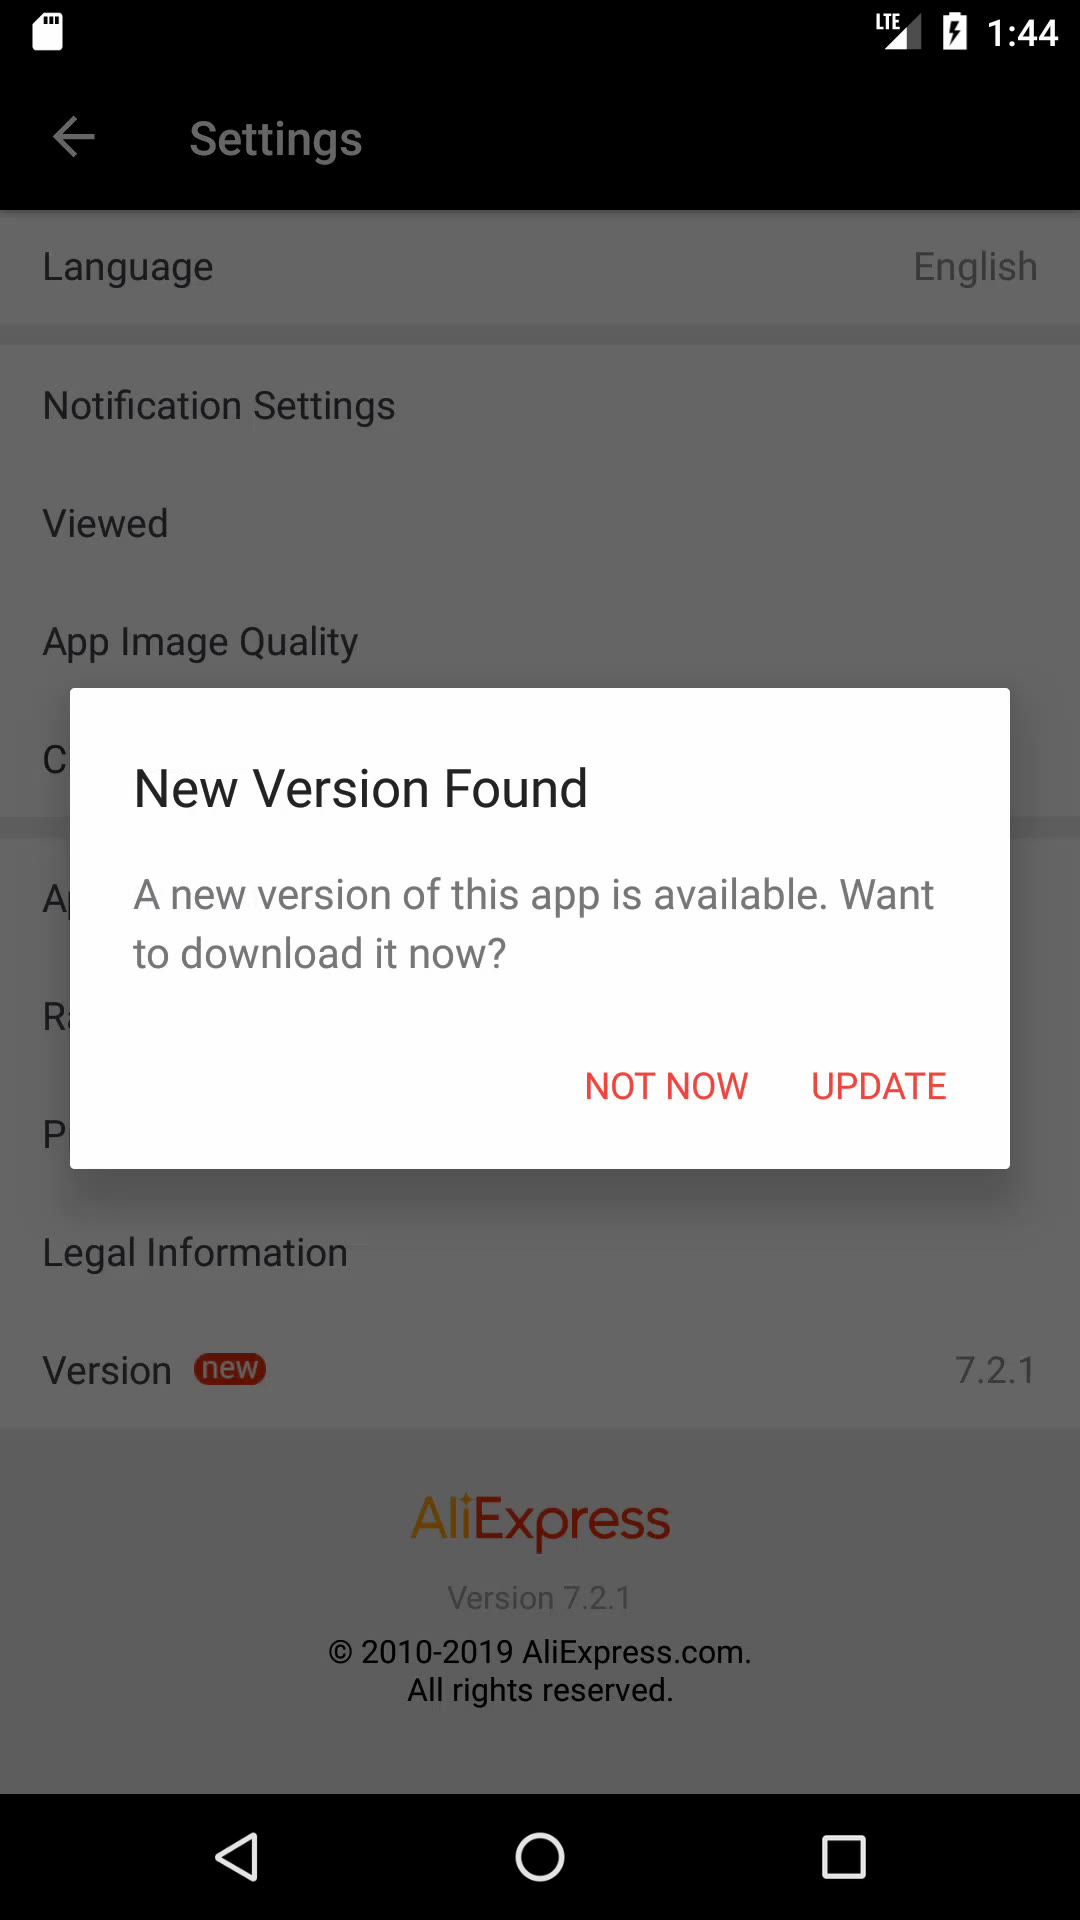 LTE 1:44
Settings
Language English
Notification Settings
Viewed
App Image Quality
C
New Version Found
A new version of this app is available. Want
to download it now?
NOT NOW UPDATE
Legal Information
Version new 7.2.1
AliExpress
Version 7.2.1
© 2010-2019 AliExpress.com.
All rights reserved.